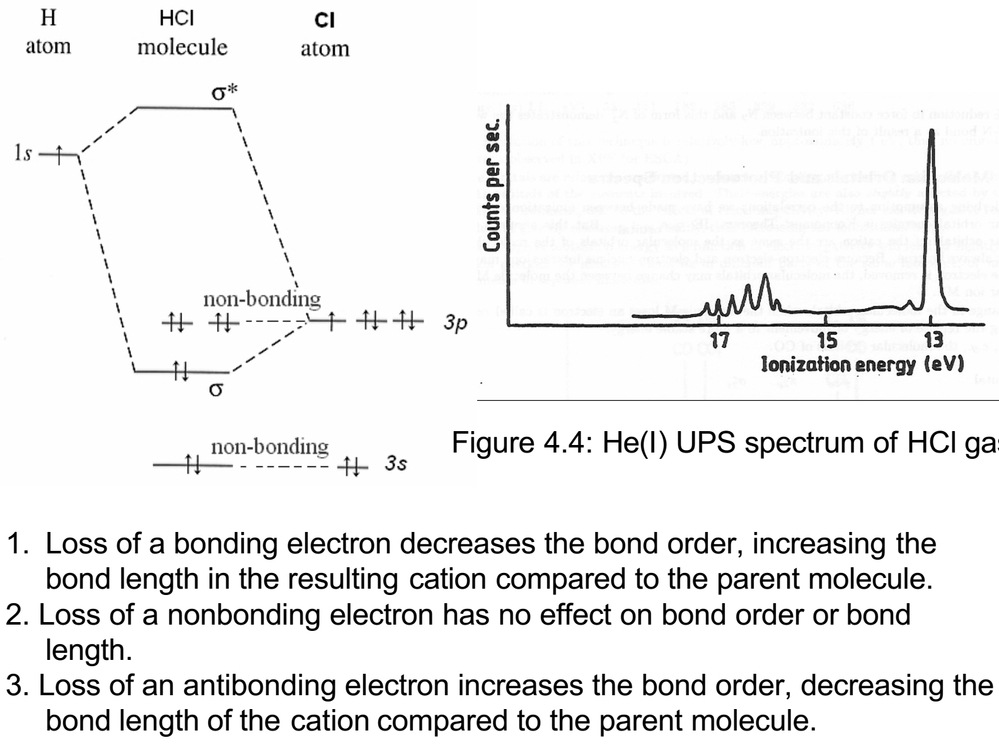 H HCl Cl
atom molecule atom
σ*
1s
non-bonding
3p
σ
non-bonding
3s
Counts per sec.
17 15 13
Ionization energy (eV)
Figure 4.4: He(I) UPS spectrum of HCl gas
1. Loss of a bonding electron decreases the bond order, increasing the
bond length in the resulting cation compared to the parent molecule.
2. Loss of a nonbonding electron has no effect on bond order or bond
length.
3. Loss of an antibonding electron increases the bond order, decreasing the
bond length of the cation compared to the parent molecule.